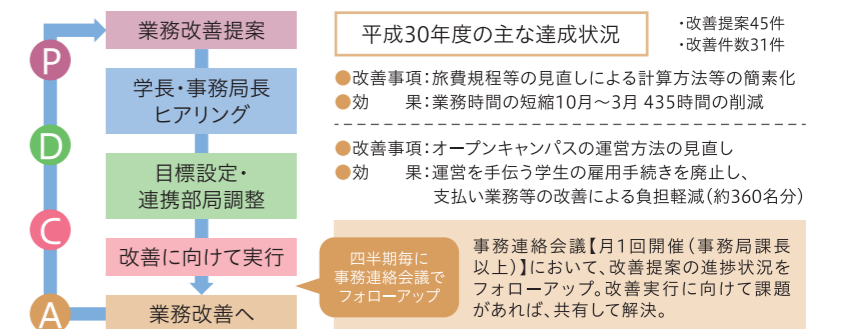 P
D
C
A
業務改善提案
学長・事務局長
ヒアリング
目標設定・
連携部局調整
改善に向けて実行
業務改善へ
平成30年度の主な達成状況
・改善提案45件
・改善件数31件
●改善事項：旅費規程等の見直しによる計算方法等の簡素化
●効　　果：業務時間の短縮10月～3月 435時間の削減
●改善事項：オープンキャンパスの運営方法の見直し
●効　　果：運営を手伝う学生の雇用手続きを廃止し、
支払い業務等の改善による負担軽減（約360名分）
四半期毎に
事務連絡会議で
フォローアップ
事務連絡会議【月1回開催（事務局課長
以上）】において、改善提案の進捗状況を
フォローアップ。改善実行に向けて課題
があれば、共有して解決。